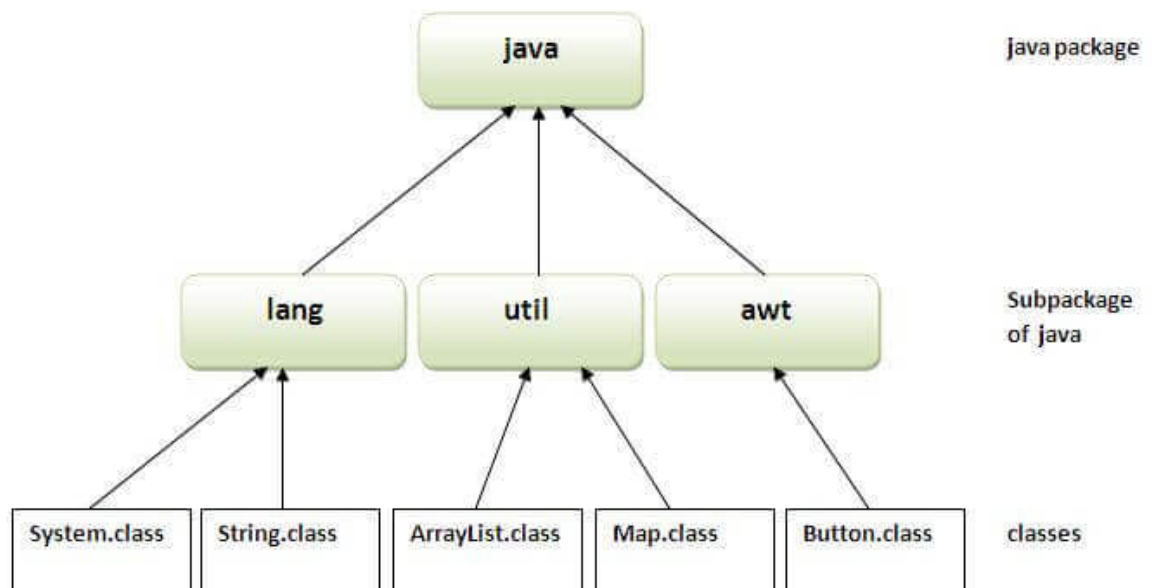 java
java package
lang
util
awt
Subpackage
of java
System.class
String.class
ArrayList.class
Map.class
Button.class
classes